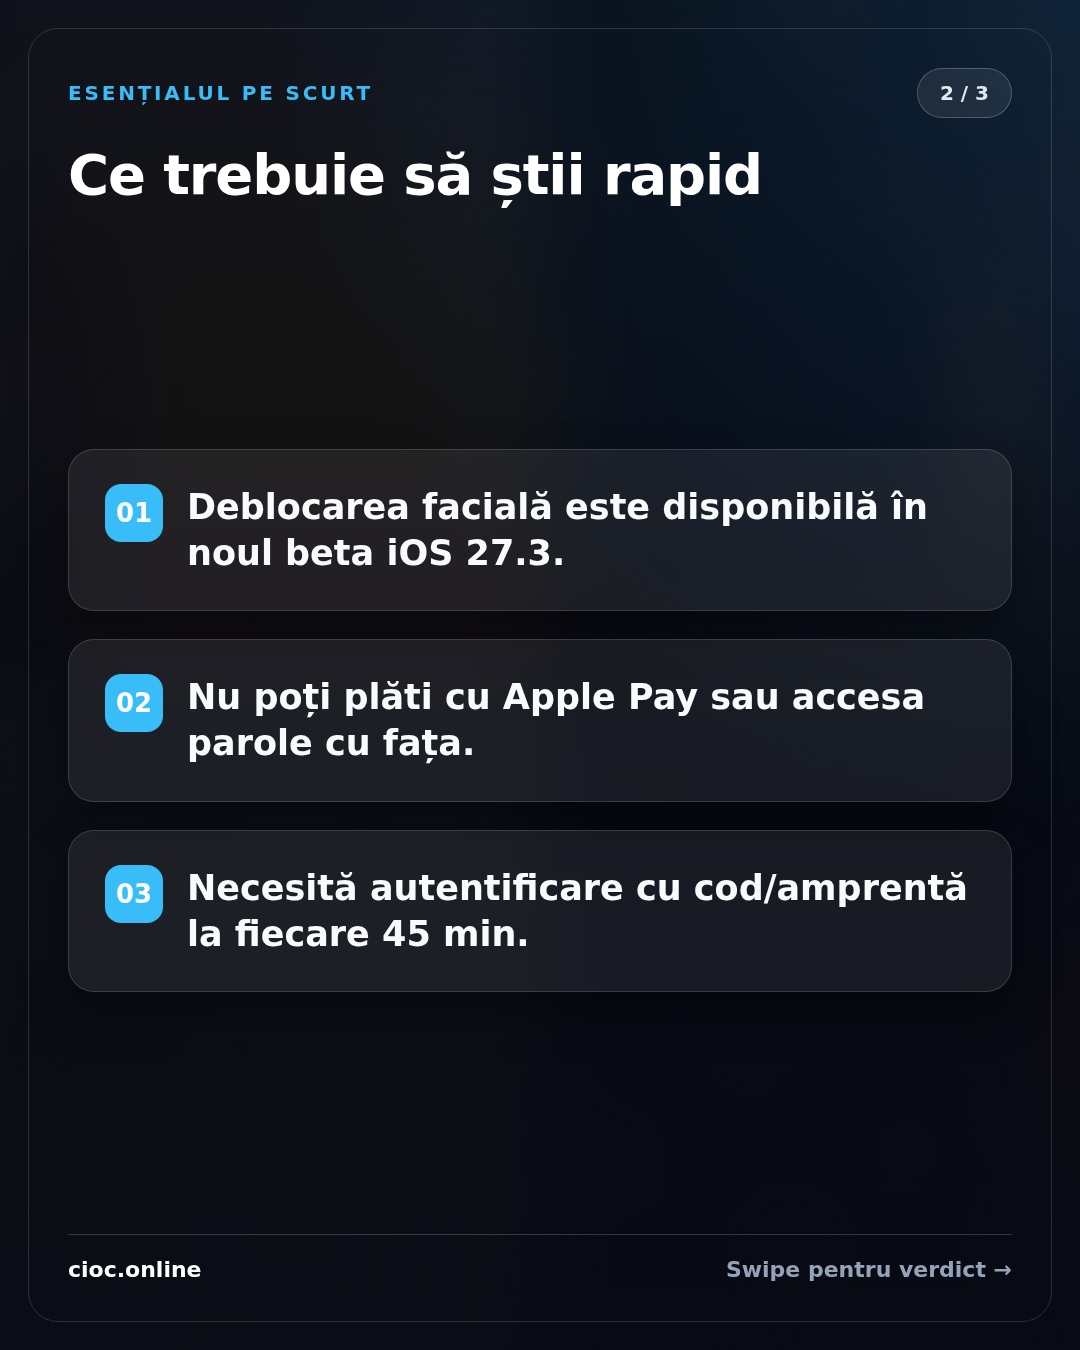 ESENȚIALUL PE SCURT
2 / 3
Ce trebuie să știi rapid
01
Deblocarea facială este disponibilă în
noul beta iOS 27.3.
02
Nu poți plăti cu Apple Pay sau accesa
parole cu fața.
03
Necesită autentificare cu cod/amprentă
la fiecare 45 min.
cioc.online
Swipe pentru verdict →